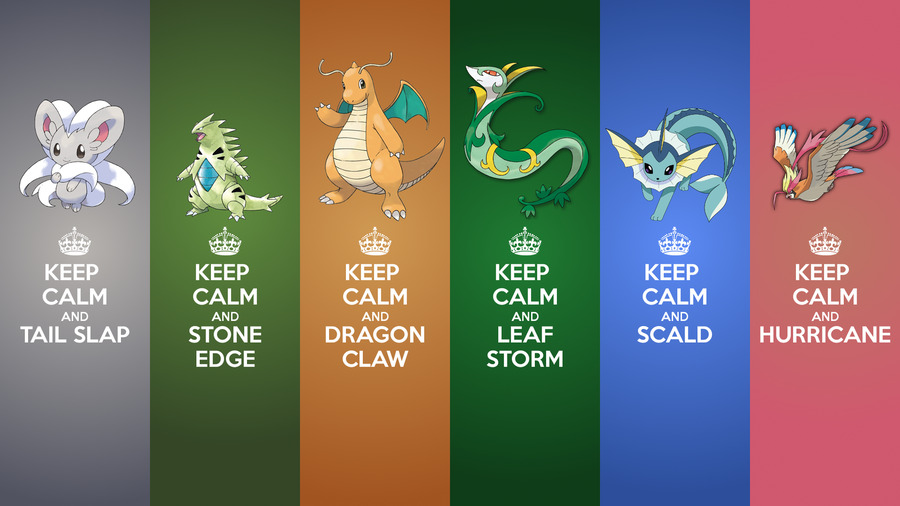 KEEP
CALM
AND
TAIL SLAP
KEEP
CALM
AND
STONE
EDGE
KEEP
CALM
AND
DRAGON
CLAW
KEEP
CALM
AND
LEAF
STORM
KEEP
CALM
AND
SCALD
KEEP
CALM
AND
HURRICANE